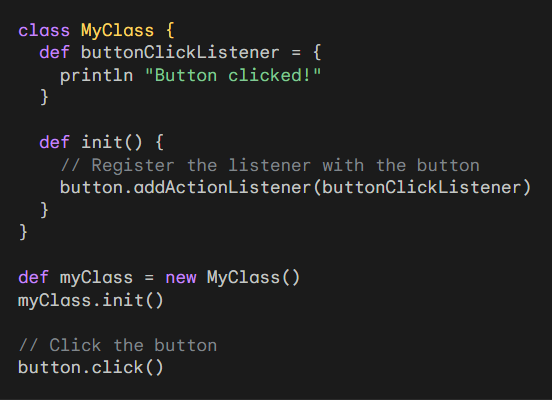 class MyClass {
  def buttonClickListener = {
    println "Button clicked!"
  }

  def init() {
    // Register the listener with the button
    button.addActionListener(buttonClickListener)
  }
}

def myClass = new MyClass()
myClass.init()

// Click the button
button.click()